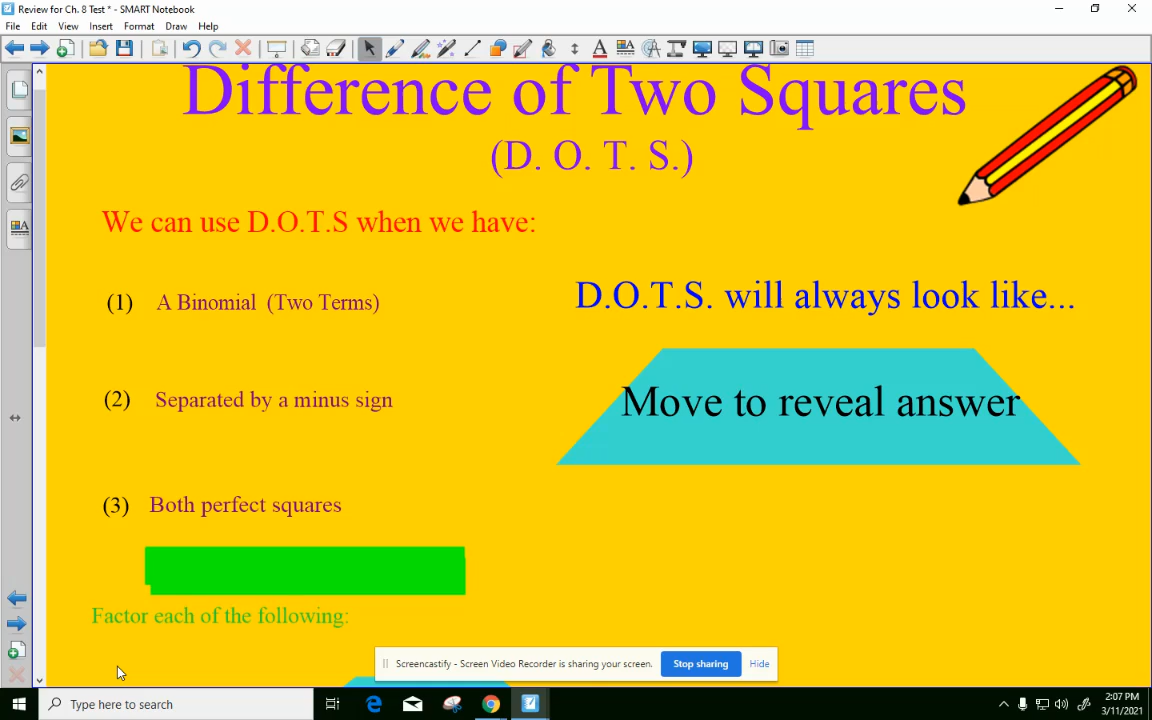 Review for Ch. 8 Test * - SMART Notebook
File Edit View Insert Format Draw Help
Difference of Two Squares
(D. O. T. S.)
We can use D.O.T.S when we have:
(1) A Binomial (Two Terms)
D.O.T.S. will always look like...
(2) Separated by a minus sign
Move to reveal answer
(3) Both perfect squares
Factor each of the following:
Screencastify - Screen Video Recorder is sharing your screen. Stop sharing Hide
Type here to search
2:07 PM
3/11/2021